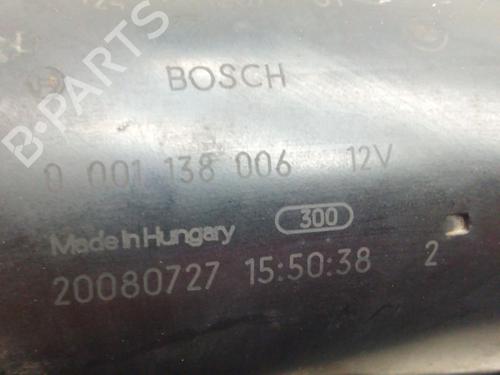 BOSCH
0 001 138 006 12V
Made in Hungary 300
20080727 15:50:38 2
B-PARTS